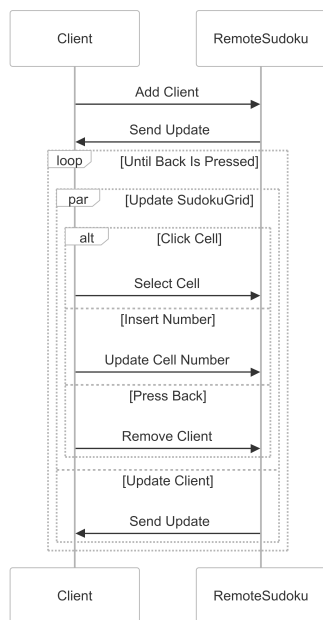 Client
RemoteSudoku
Add Client
Send Update
loop
[Until Back Is Pressed]
par
[Update SudokuGrid]
alt
[Click Cell]
Select Cell
[Insert Number]
Update Cell Number
[Press Back]
Remove Client
[Update Client]
Send Update
Client
RemoteSudoku